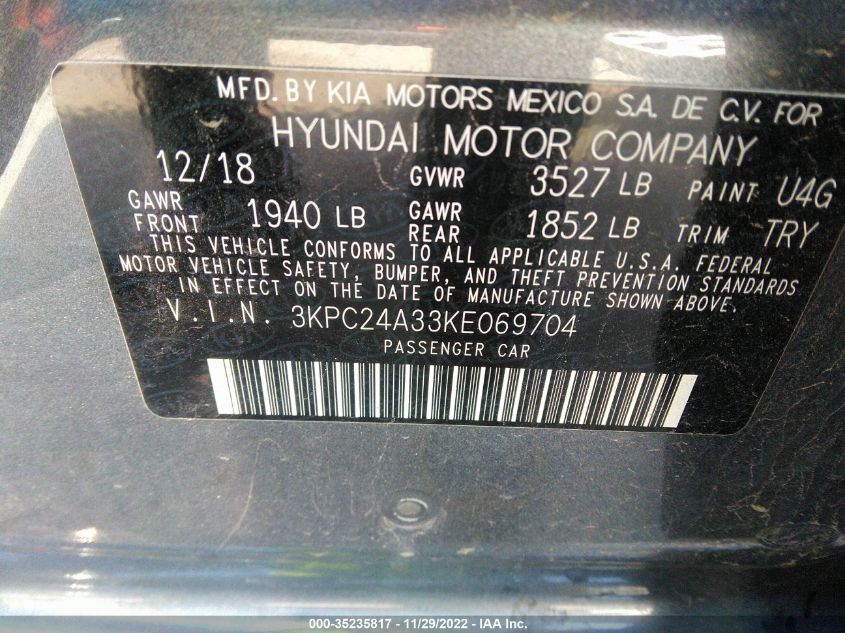 MFD. BY KIA MOTORS MEXICO S.A. DE C.V. FOR
HYUNDAI MOTOR COMPANY
12/18 GVWR 3527 LB PAINT U4G
GAWR FRONT 1940 LB GAWR REAR 1852 LB TRIM TRY
THIS VEHICLE CONFORMS TO ALL APPLICABLE U.S.A. FEDERAL
MOTOR VEHICLE SAFETY, BUMPER, AND THEFT PREVENTION STANDARDS
IN EFFECT ON THE DATE OF MANUFACTURE SHOWN ABOVE.
V.I.N. 3KPC24A33KE069704
PASSENGER CAR
000-35235817 - 11/29/2022 - IAA Inc.